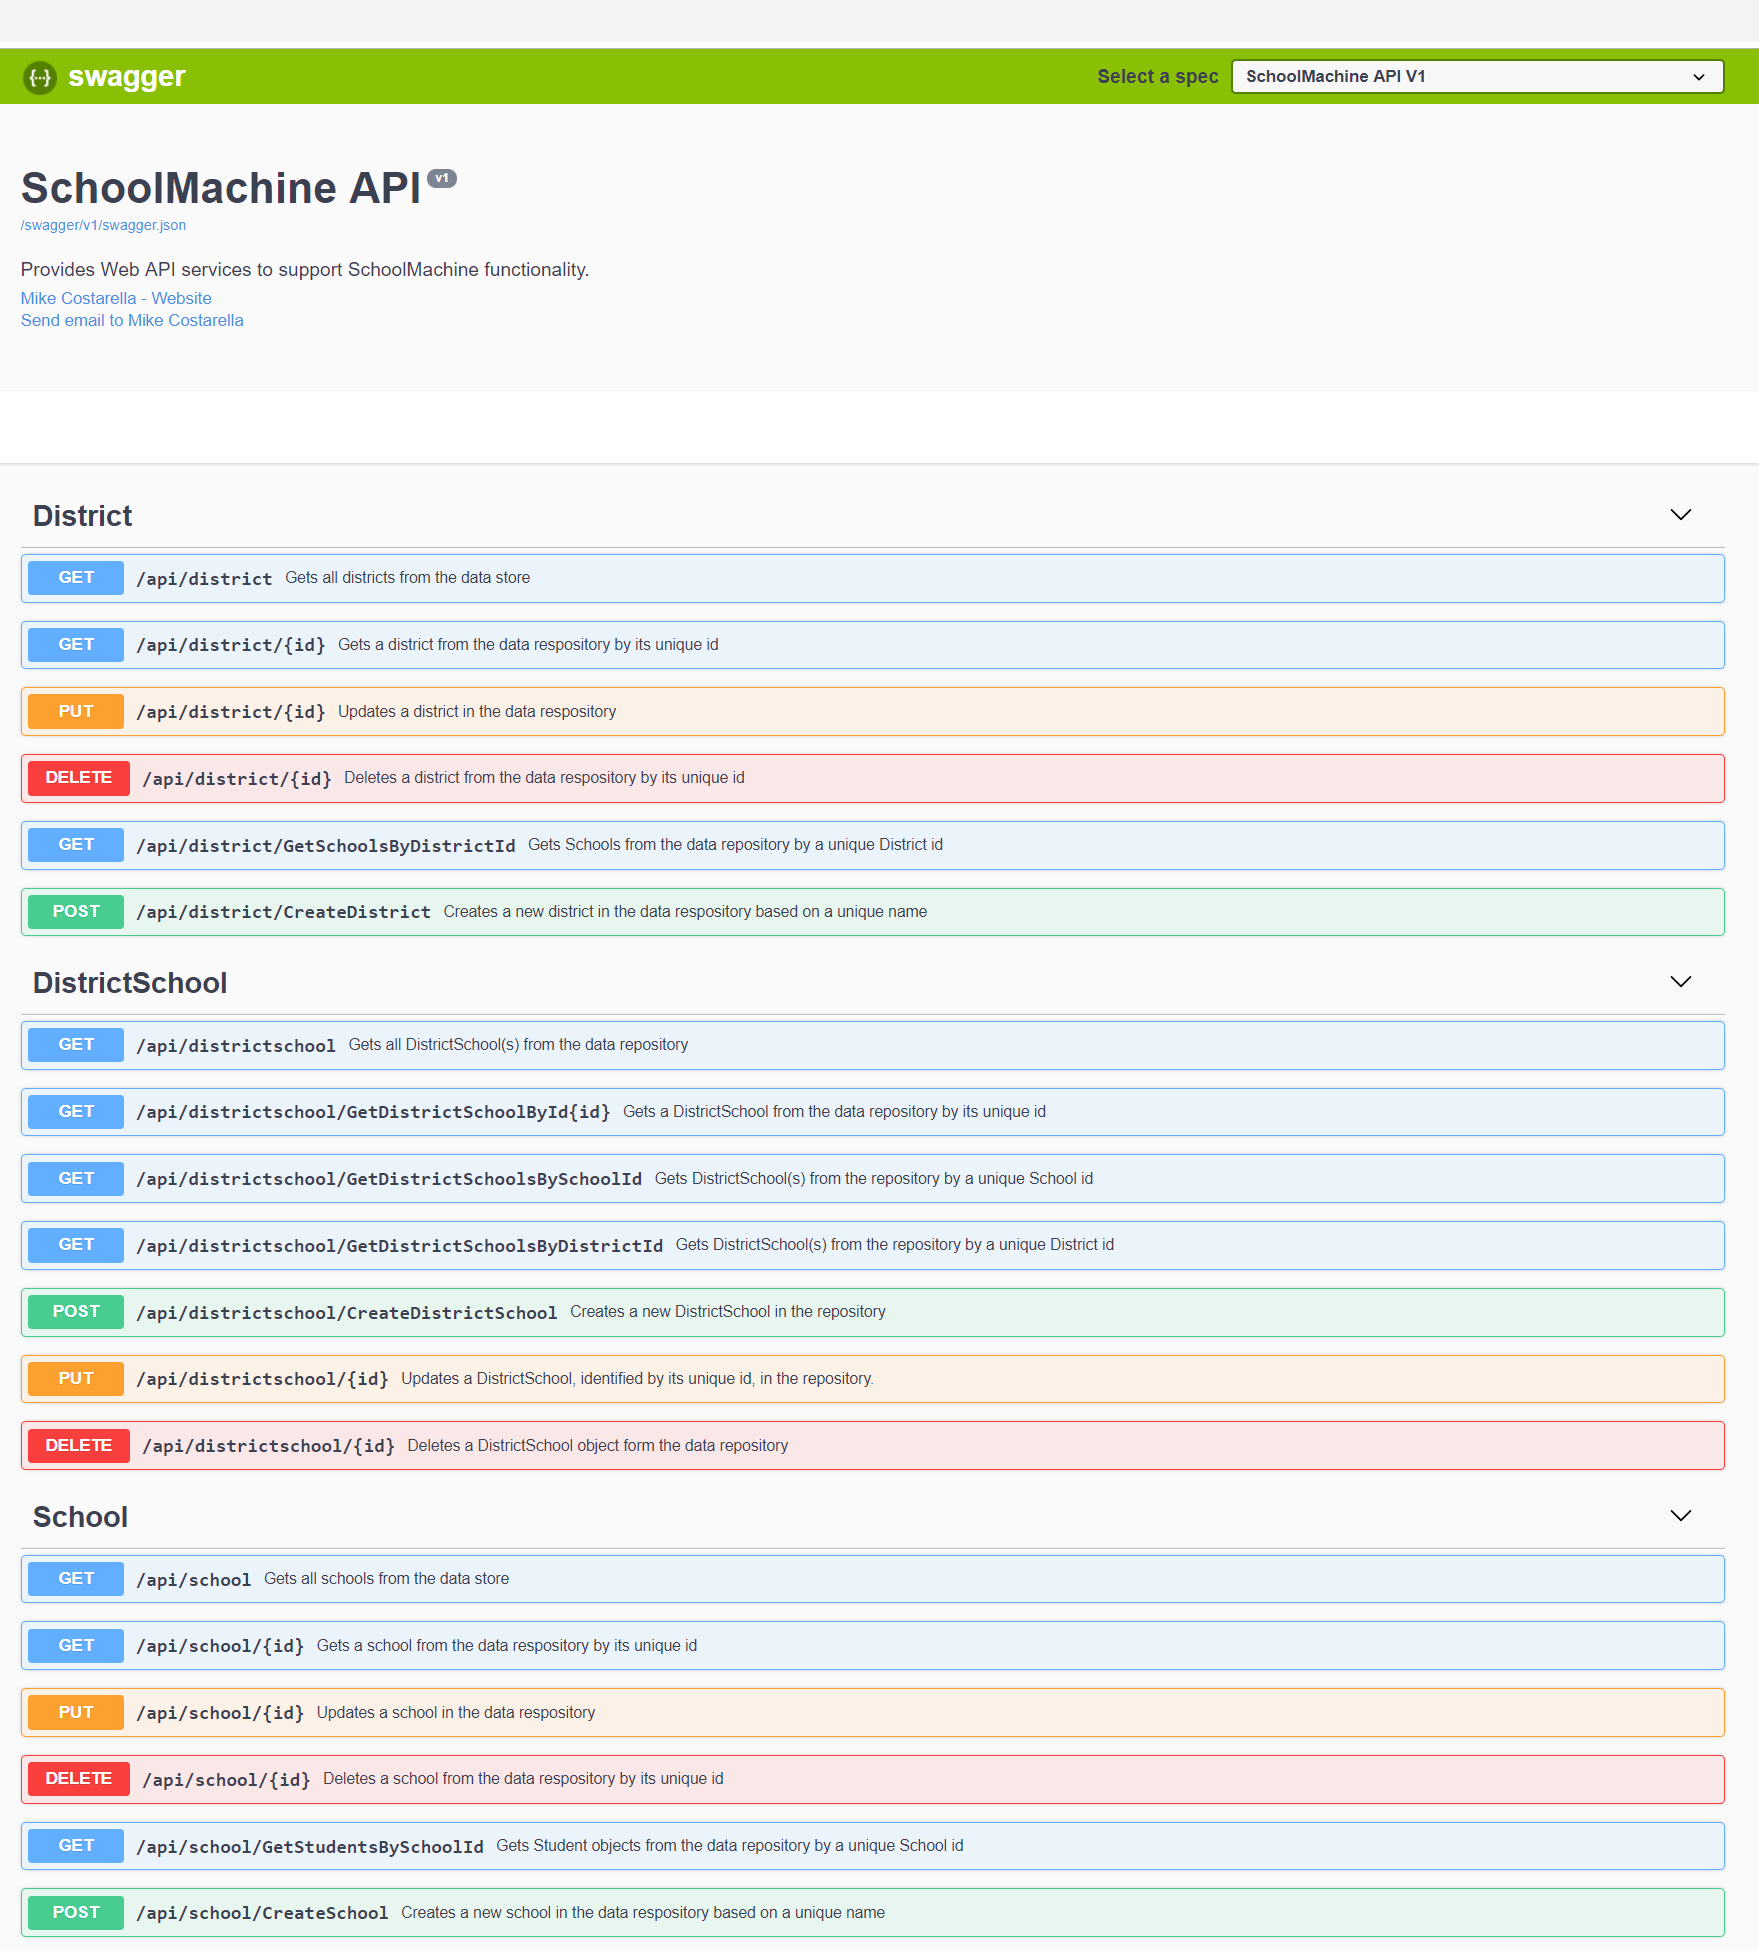 {···} swagger Select a spec SchoolMachine API V1
SchoolMachine API v1
/swagger/v1/swagger.json
Provides Web API services to support SchoolMachine functionality.
Mike Costarella - Website
Send email to Mike Costarella
District
GET /api/district Gets all districts from the data store
GET /api/district/{id} Gets a district from the data respository by its unique id
PUT /api/district/{id} Updates a district in the data respository
DELETE /api/district/{id} Deletes a district from the data respository by its unique id
GET /api/district/GetSchoolsByDistrictId Gets Schools from the data repository by a unique District id
POST /api/district/CreateDistrict Creates a new district in the data respository based on a unique name
DistrictSchool
GET /api/districtschool Gets all DistrictSchool(s) from the data repository
GET /api/districtschool/GetDistrictSchoolById{id} Gets a DistrictSchool from the data repository by its unique id
GET /api/districtschool/GetDistrictSchoolsBySchoolId Gets DistrictSchool(s) from the repository by a unique School id
GET /api/districtschool/GetDistrictSchoolsByDistrictId Gets DistrictSchool(s) from the repository by a unique District id
POST /api/districtschool/CreateDistrictSchool Creates a new DistrictSchool in the repository
PUT /api/districtschool/{id} Updates a DistrictSchool, identified by its unique id, in the repository.
DELETE /api/districtschool/{id} Deletes a DistrictSchool object form the data repository
School
GET /api/school Gets all schools from the data store
GET /api/school/{id} Gets a school from the data respository by its unique id
PUT /api/school/{id} Updates a school in the data respository
DELETE /api/school/{id} Deletes a school from the data respository by its unique id
GET /api/school/GetStudentsBySchoolId Gets Student objects from the data repository by a unique School id
POST /api/school/CreateSchool Creates a new school in the data respository based on a unique name